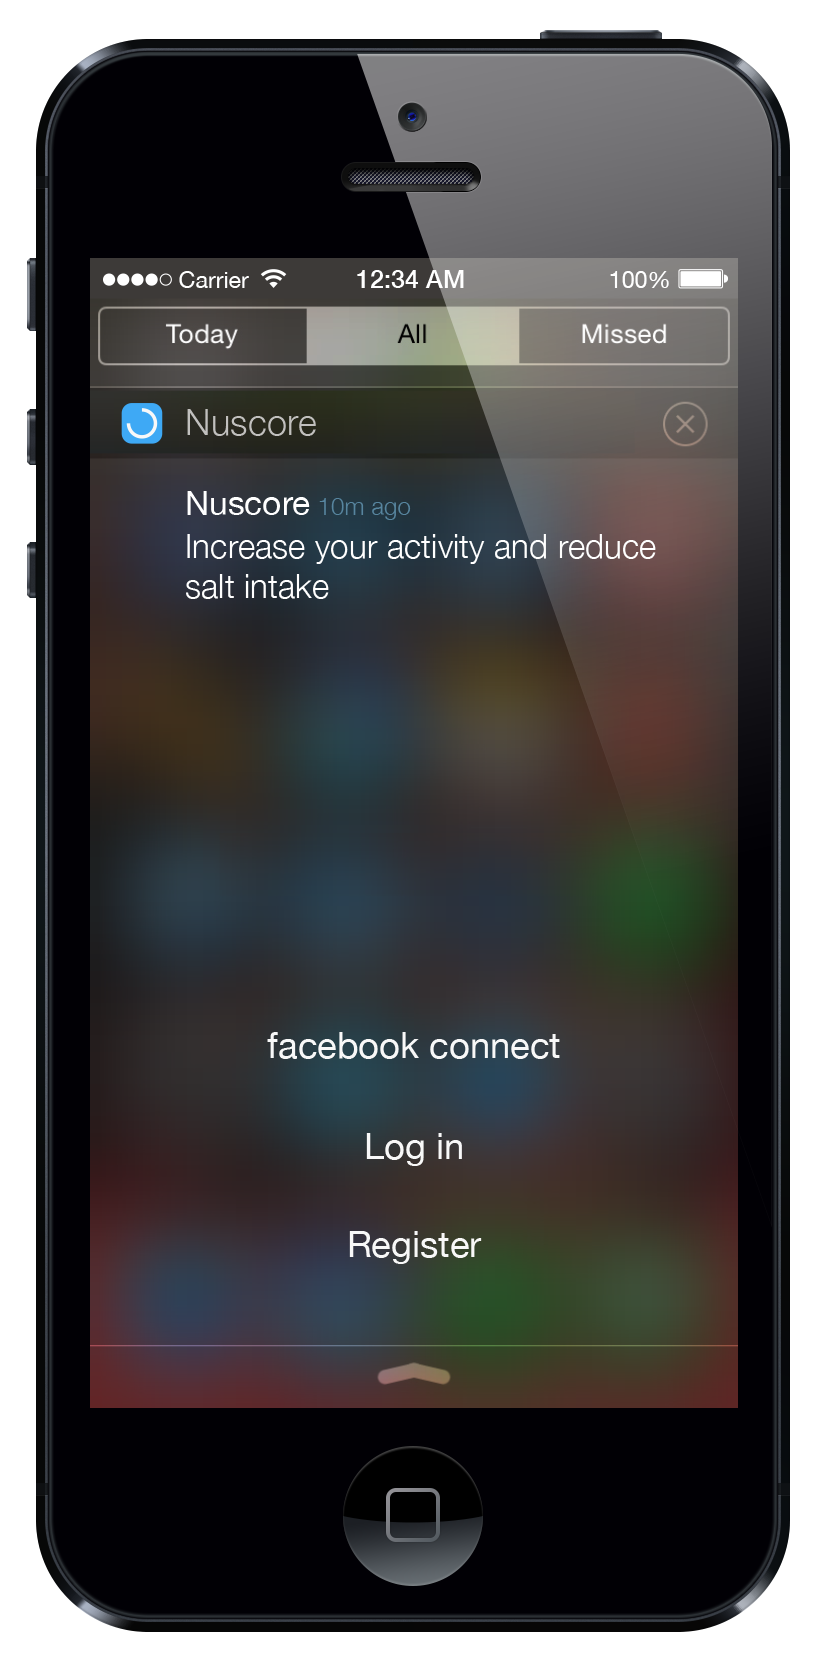 Carrier 12:34 AM 100%
Today All Missed
Nuscore
Nuscore 10m ago
Increase your activity and reduce
salt intake
facebook connect
Log in
Register